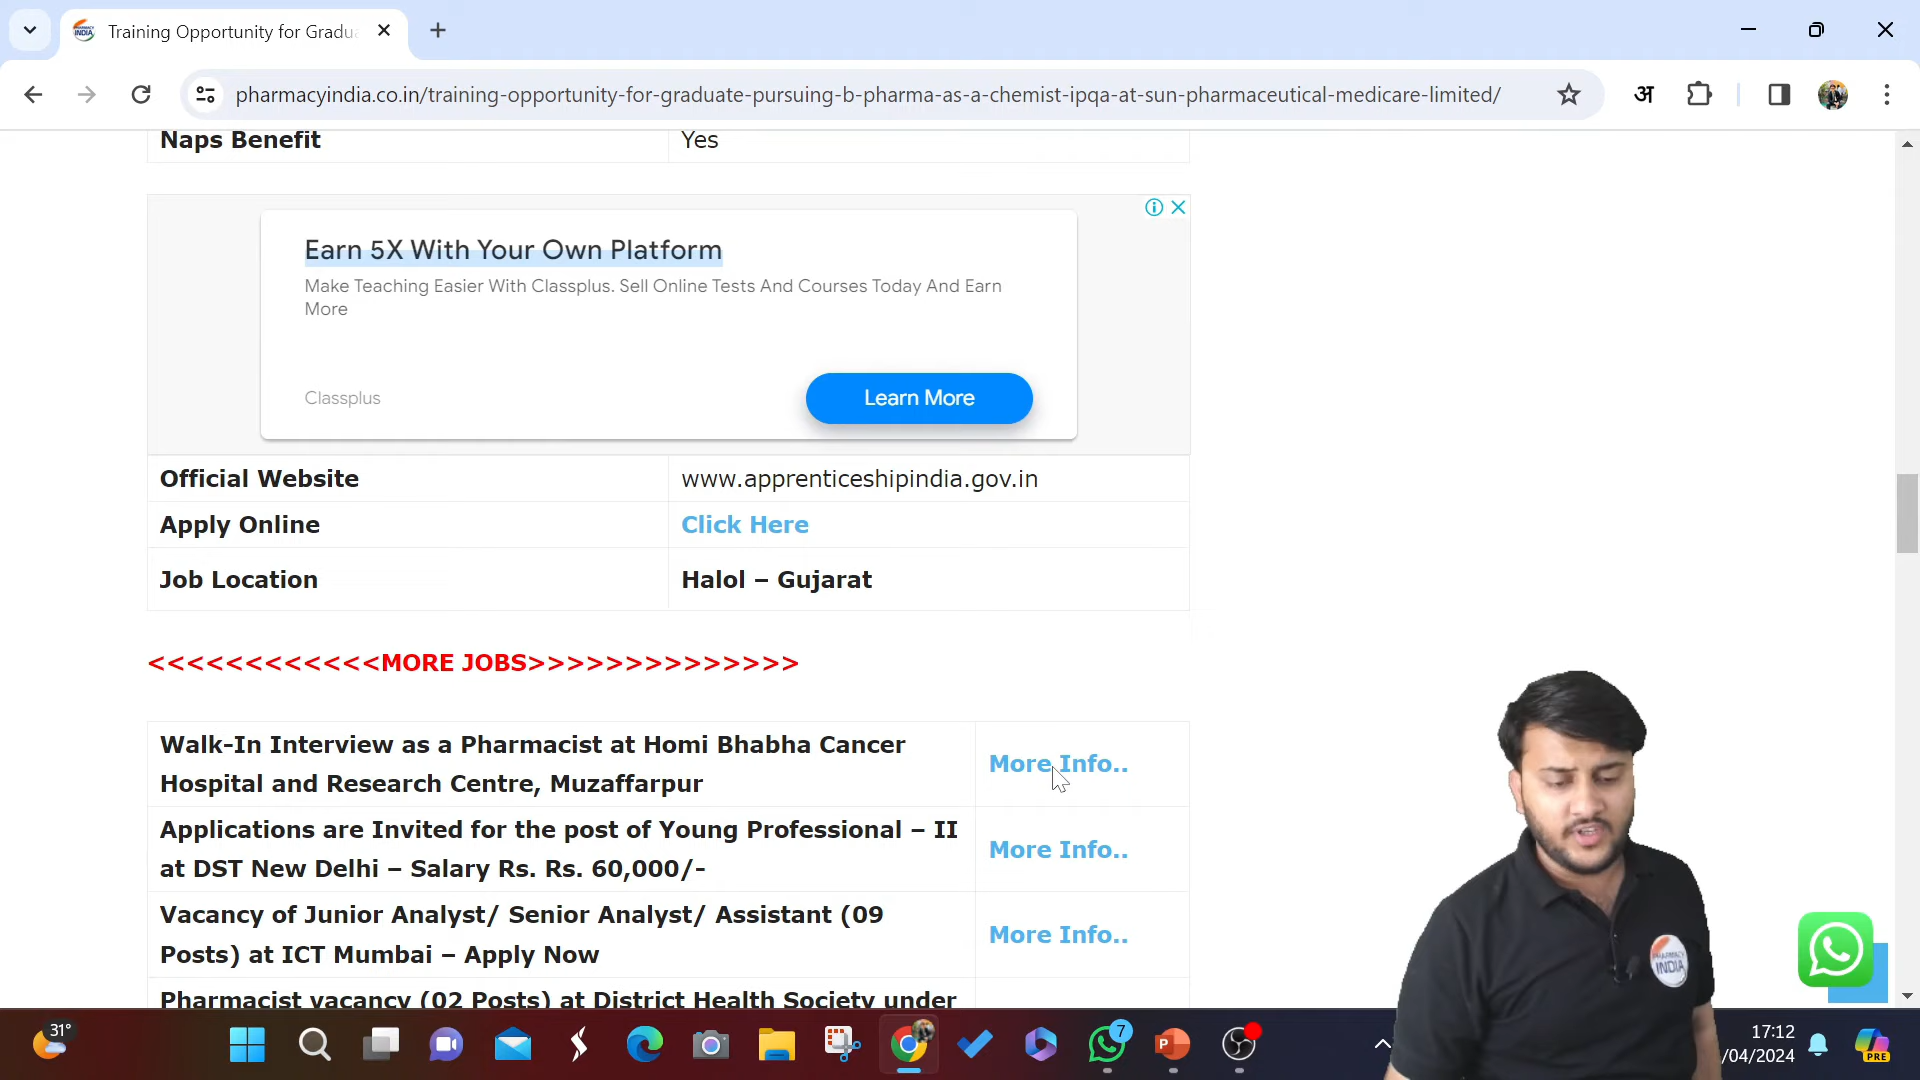 Training Opportunity for Gradu
pharmacyindia.co.in/training-opportunity-for-graduate-pursuing-b-pharma-as-a-chemist-ipqa-at-sun-pharmaceutical-medicare-limited/
अ
Naps Benefit Yes
Earn 5X With Your Own Platform
Make Teaching Easier With Classplus. Sell Online Tests And Courses Today And Earn
More
Classplus Learn More
Official Website www.apprenticeshipindia.gov.in
Apply Online Click Here
Job Location Halol – Gujarat
<<<<<<<<<<<<MORE JOBS>>>>>>>>>>>>>>
Walk-In Interview as a Pharmacist at Homi Bhabha Cancer
Hospital and Research Centre, Muzaffarpur
More Info..
Applications are Invited for the post of Young Professional – II
at DST New Delhi – Salary Rs. Rs. 60,000/-
More Info..
Vacancy of Junior Analyst/ Senior Analyst/ Assistant (09
Posts) at ICT Mumbai – Apply Now
More Info..
Pharmacist vacancy (02 Posts) at District Health Society under
PHARMACY
INDIA
31°
7
17:12
/04/2024
PRE